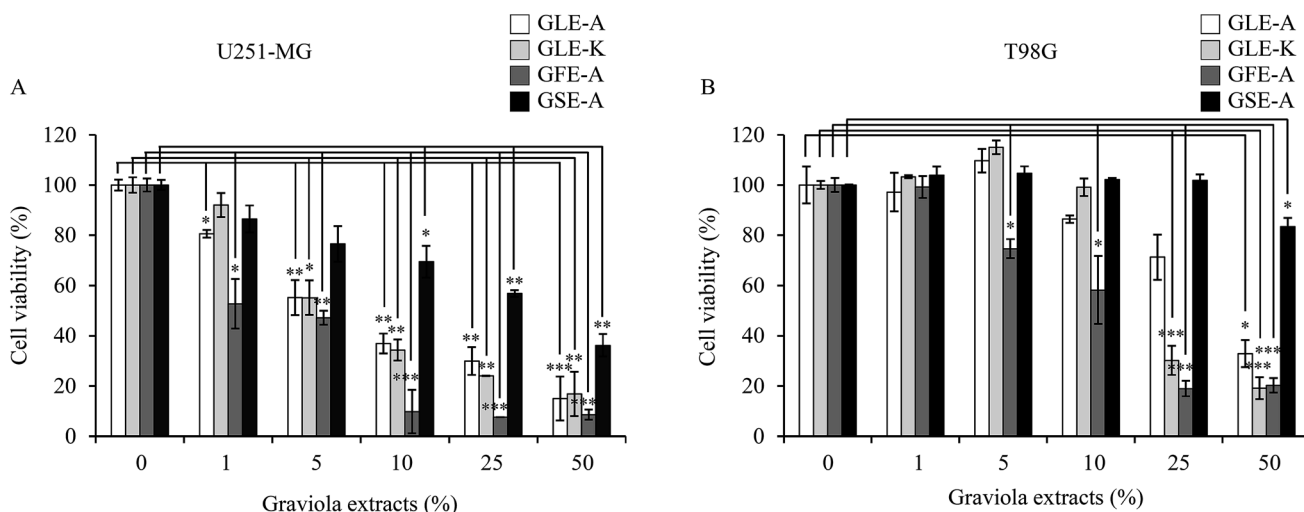 GLE-A
GLE-K
GFE-A
GSE-A
U251-MG
A
Cell viability (%)
120
100
80
60
40
20
0
*
*
**
*
**
**
**
***
*
**
**
***
**
***
**
***
**
0 1 5 10 25 50
Graviola extracts (%)
GLE-A
GLE-K
GFE-A
GSE-A
T98G
B
Cell viability (%)
120
100
80
60
40
20
0
*
*
***
***
*
***
***
*
0 1 5 10 25 50
Graviola extracts (%)